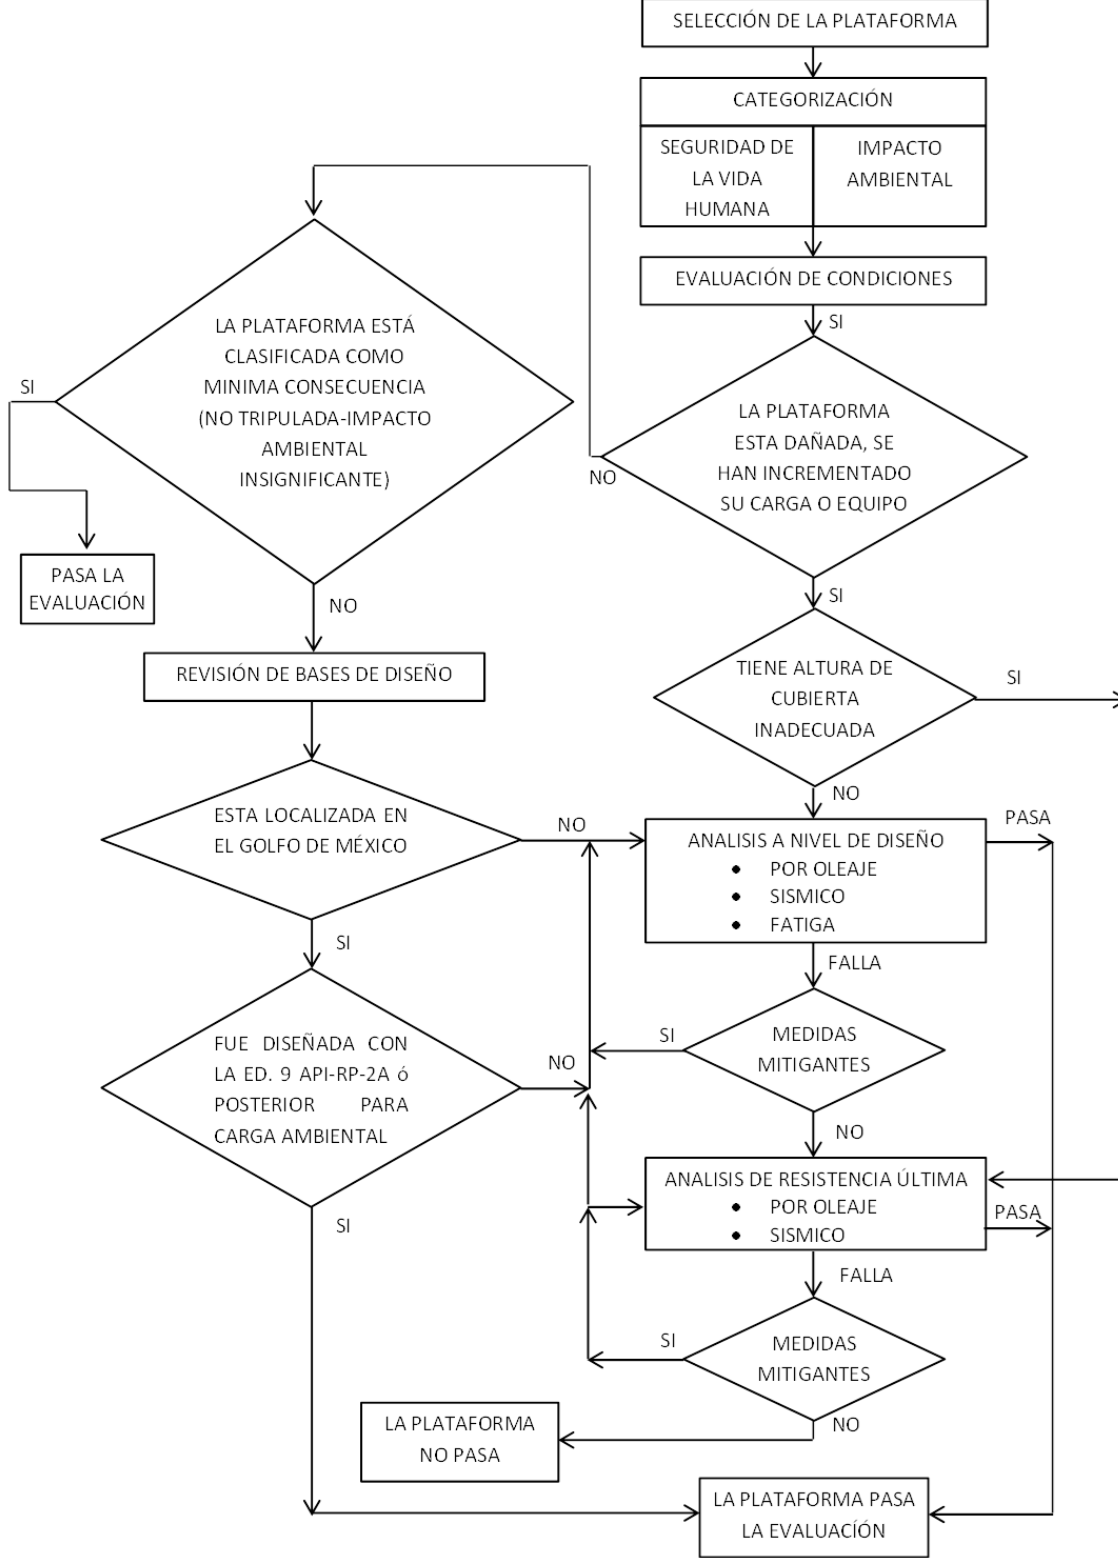 SELECCIÓN DE LA PLATAFORMA
CATEGORIZACIÓN
SEGURIDAD DE
LA VIDA
HUMANA
IMPACTO
AMBIENTAL
EVALUACIÓN DE CONDICIONES
SI
LA PLATAFORMA
ESTA DAÑADA, SE
HAN INCREMENTADO
SU CARGA O EQUIPO
NO
SI
LA PLATAFORMA ESTÁ
CLASIFICADA COMO
MINIMA CONSECUENCIA
(NO TRIPULADA-IMPACTO
AMBIENTAL
INSIGNIFICANTE)
SI
PASA LA
EVALUACIÓN
NO
REVISIÓN DE BASES DE DISEÑO
TIENE ALTURA DE
CUBIERTA
INADECUADA
SI
NO
ESTA LOCALIZADA EN
EL GOLFO DE MÉXICO
NO
SI
ANALISIS A NIVEL DE DISEÑO
• POR OLEAJE
• SISMICO
• FATIGA
PASA
FALLA
FUE DISEÑADA CON
LA ED. 9 API-RP-2A ó
POSTERIOR PARA
CARGA AMBIENTAL
NO
SI
MEDIDAS
MITIGANTES
SI
NO
ANALISIS DE RESISTENCIA ÚLTIMA
• POR OLEAJE
• SISMICO
PASA
FALLA
MEDIDAS
MITIGANTES
SI
NO
LA PLATAFORMA
NO PASA
LA PLATAFORMA PASA
LA EVALUACÍÓN